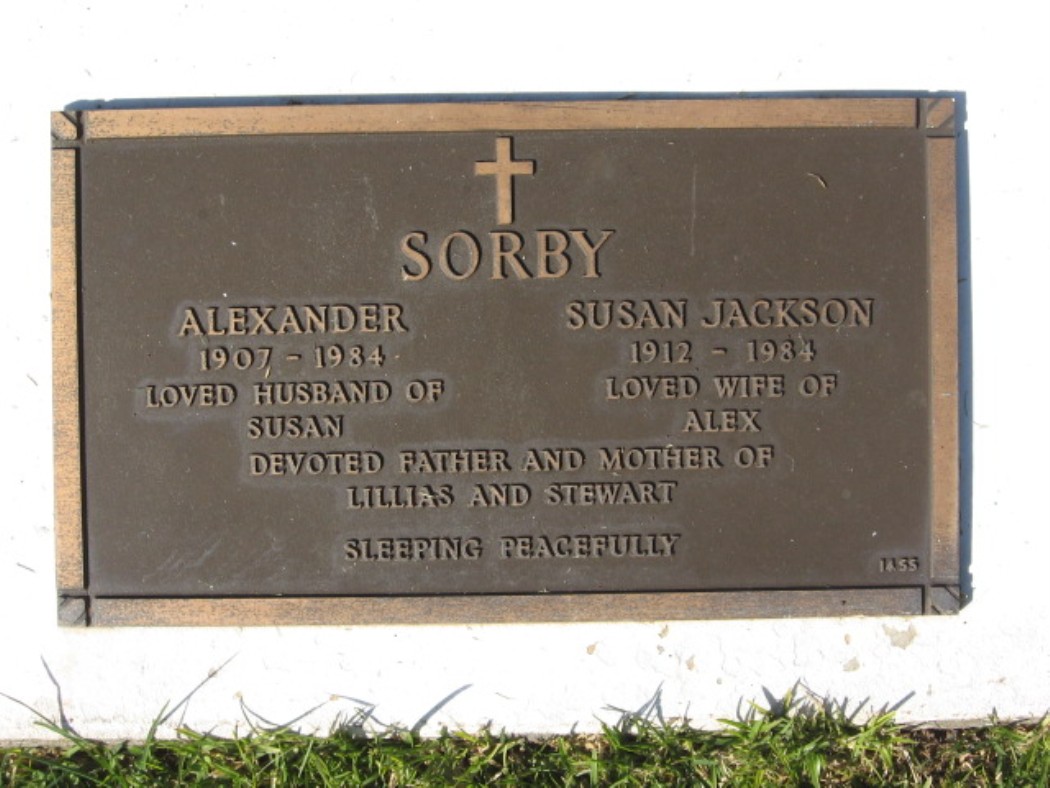 SORBY
ALEXANDER
1907 - 1984
LOVED HUSBAND OF
SUSAN
SUSAN JACKSON
1912 - 1984
LOVED WIFE OF
ALEX
DEVOTED FATHER AND MOTHER OF
LILLIAS AND STEWART
SLEEPING PEACEFULLY